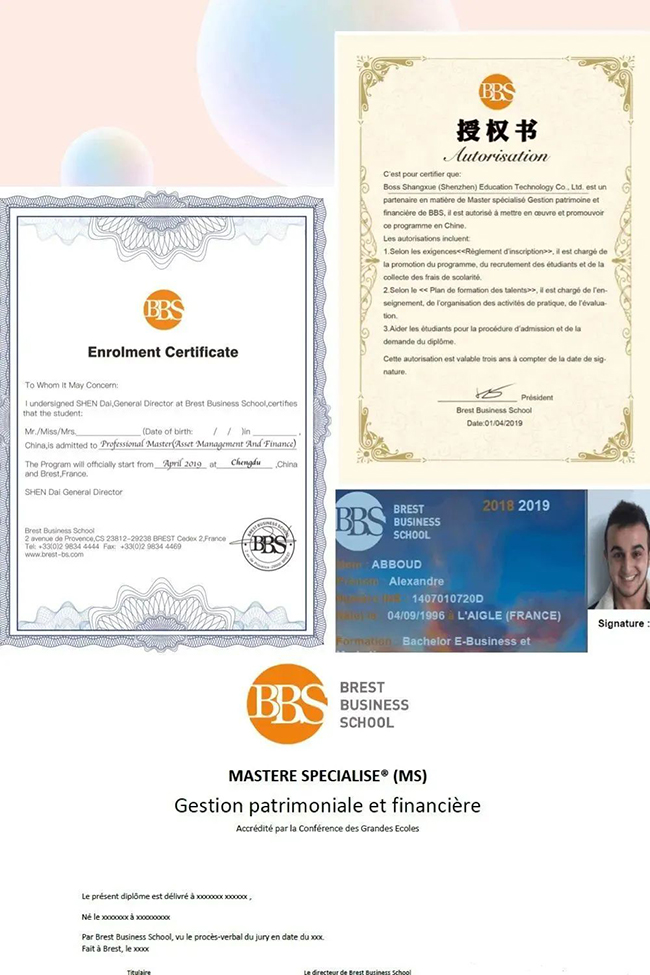 BBS
授权书
Autorisation
C'est pour certifier que:
Boss Shangxue (Shenzhen) Education Technology Co., Ltd. est un
partenaire en matière de Master spécialisé Gestion patrimoine et
financière de BBS, il est autorisé à mettre en œuvre et promouvoir
ce programme en Chine.
Les autorisations incluent:
1.Selon les exigences<<Règlement d'inscription>>, il est chargé de
la promotion du programme, du recrutement des étudiants et de la
collecte des frais de scolarité.
2.Selon le << Plan de formation des talents>>, il est chargé de l'en-
seignement, de l'organisation des activités de pratique, de l'évalua-
tion.
3.Aider les étudiants pour la procédure d'admission et de la
demande du diplôme.
Cette autorisation est valable trois ans à compter de la date de sig-
nature.
Président
Brest Business School
Date:01/04/2019
BBS
Enrolment Certificate
To Whom It May Concern:
I undersigned SHEN Dai,General Director at Brest Business School,certifies
that the student:
Mr./Miss/Mrs. (Date of birth: / / )in ,
China,is admitted to Professional Master(Asset Management And Finance)
The Program will officially start from April 2019 at Chengdu ,China
and Brest,France.
SHEN Dai General Director
Brest Business School
2 avenue de Provence,CS 23812-29238 BREST Cedex 2,France
Tel: +33(0)2 9834 4444 Fax: +33(0)2 9834 4469
www.brest-bs.com
BREST BUSINESS SCHOOL
BBS
BBS BREST
BUSINESS
SCHOOL
2018 2019
ABBOUD
Alexandre
1407010720D
04/09/1996 à L'AIGLE (FRANCE)
Formation : Bachelor E-Business et
Signature :
BBS BREST
BUSINESS
SCHOOL
MASTERE SPECIALISE® (MS)
Gestion patrimoniale et financière
Accrédité par la Conférence des Grandes Ecoles
Le présent diplôme est délivré à xxxxxxx xxxxxx ,
Né le xxxxxxx à xxxxxxxxx
Par Brest Business School, vu le procès-verbal du jury en date du xxx.
Fait à Brest, le xxxx
Titulaire Le directeur de Brest Business School